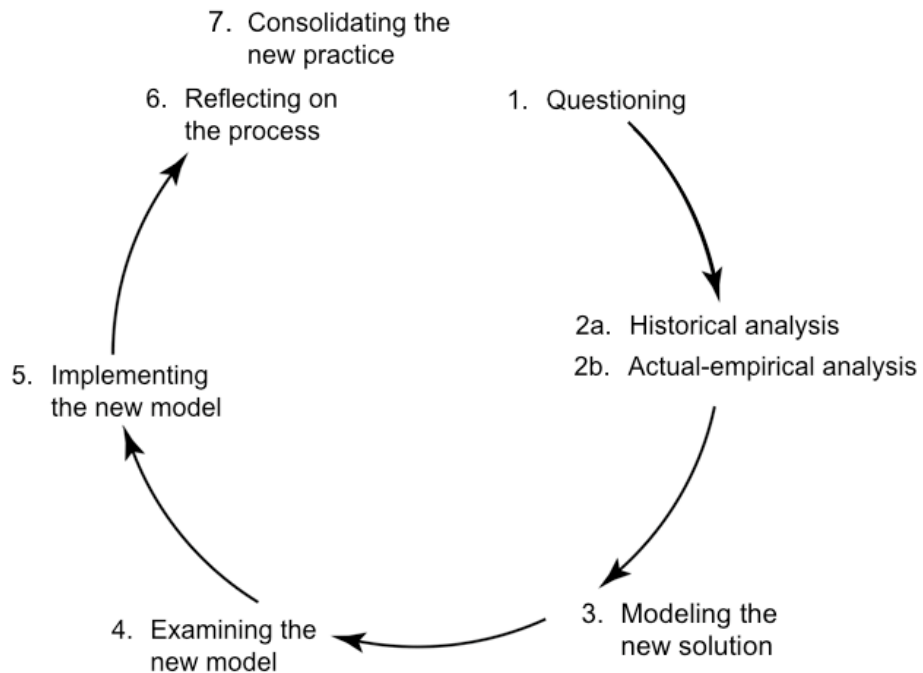 7. Consolidating the
new practice
6. Reflecting on
the process
1. Questioning
2a. Historical analysis
2b. Actual-empirical analysis
3. Modeling the
new solution
4. Examining the
new model
5. Implementing
the new model